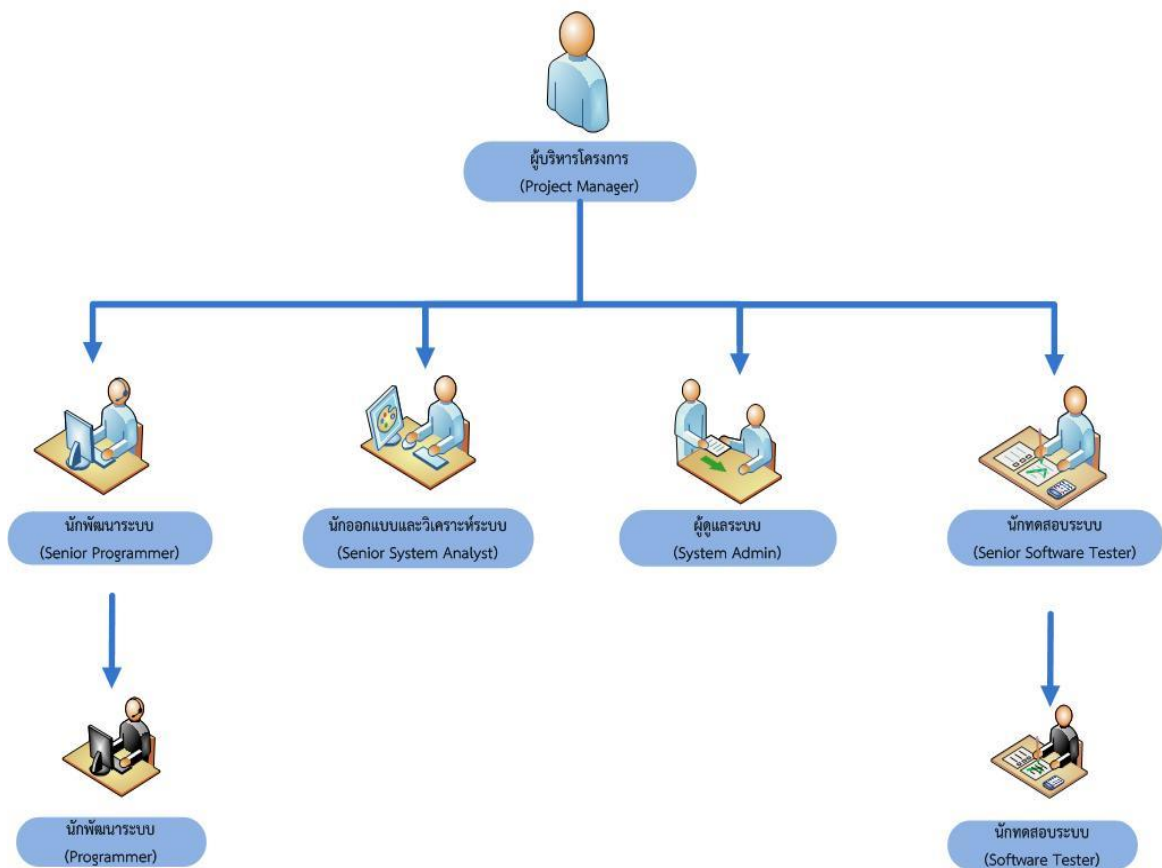 ผู้บริหารโครงการ
(Project Manager)
นักพัฒนาระบบ
(Senior Programmer)
นักออกแบบและวิเคราะห์ระบบ
(Senior System Analyst)
ผู้ดูแลระบบ
(System Admin)
นักทดสอบระบบ
(Senior Software Tester)
นักพัฒนาระบบ
(Programmer)
นักทดสอบระบบ
(Software Tester)